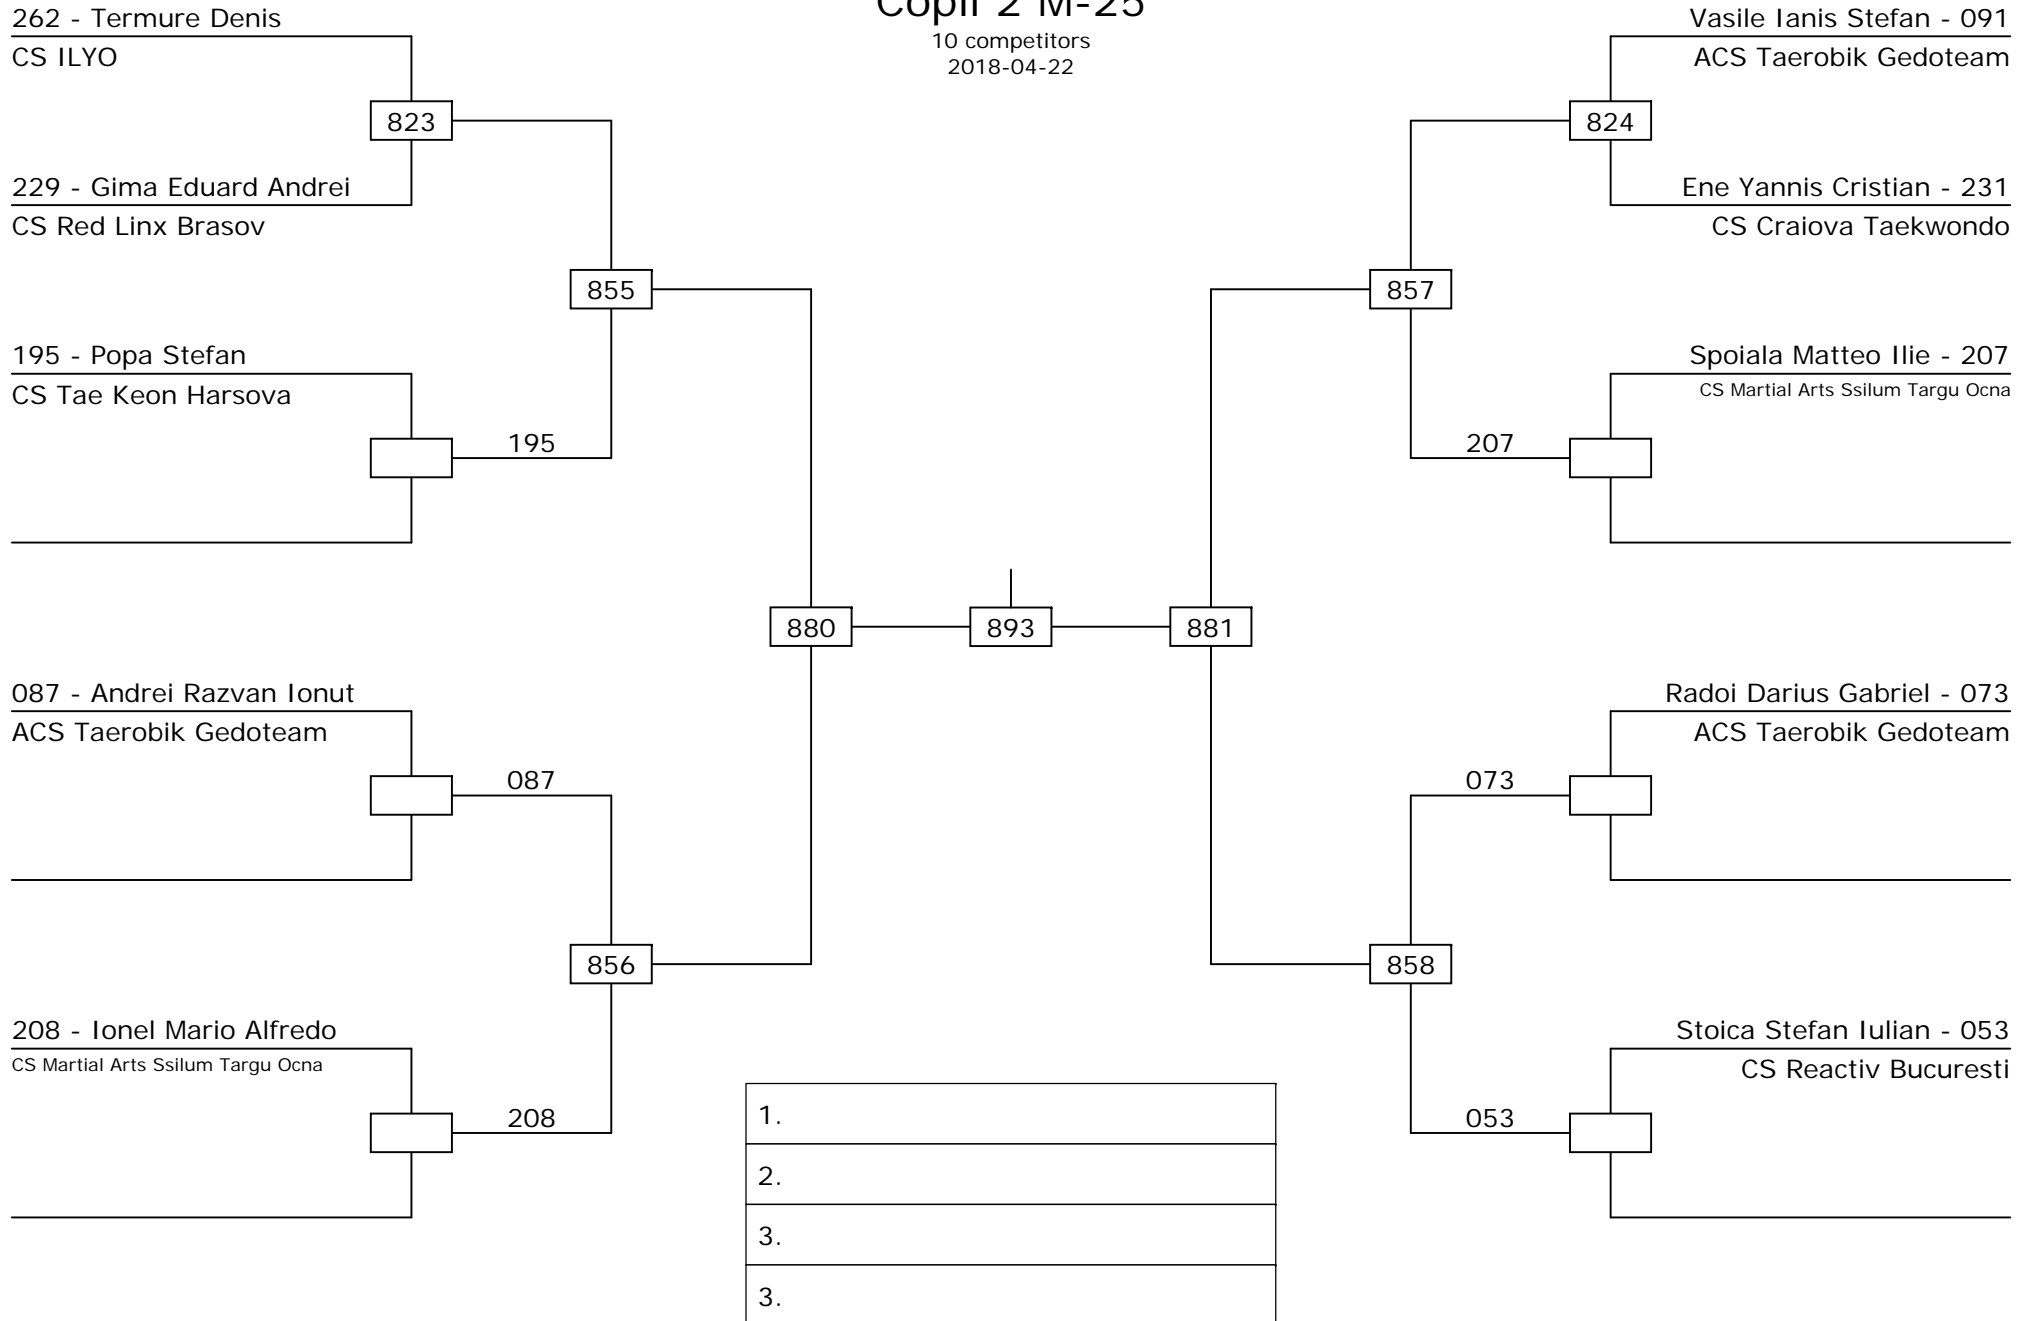 Copii 2 M-25
10 competitors
2018-04-22
262 - Termure Denis
CS ILYO
823
229 - Gima Eduard Andrei
CS Red Linx Brasov
855
195 - Popa Stefan
CS Tae Keon Harsova
195
880
087 - Andrei Razvan Ionut
ACS Taerobik Gedoteam
087
856
208 - Ionel Mario Alfredo
CS Martial Arts Ssilum Targu Ocna
208
893
Vasile Ianis Stefan - 091
ACS Taerobik Gedoteam
824
Ene Yannis Cristian - 231
CS Craiova Taekwondo
857
Spoiala Matteo Ilie - 207
CS Martial Arts Ssilum Targu Ocna
207
881
Radoi Darius Gabriel - 073
ACS Taerobik Gedoteam
073
858
Stoica Stefan Iulian - 053
CS Reactiv Bucuresti
053
1.
2.
3.
3.